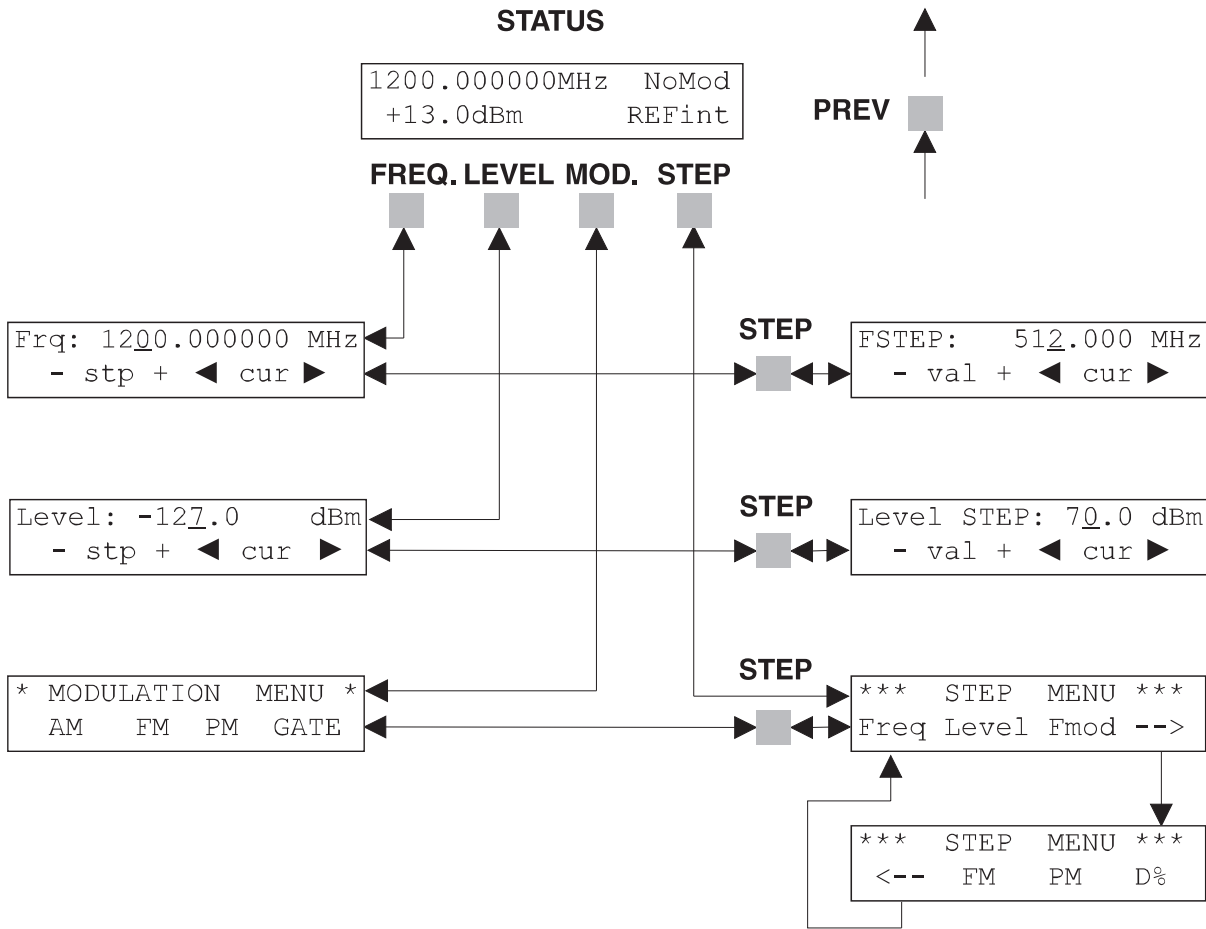 STATUS
1200.000000MHz NoMod
+13.0dBm REFint
PREV
FREQ. LEVEL MOD. STEP
Frq: 1200.000000 MHz
- stp + ◀ cur ▶
STEP
FSTEP: 512.000 MHz
- val + ◀ cur ▶
Level: -127.0 dBm
- stp + ◀ cur ▶
STEP
Level STEP: 70.0 dBm
- val + ◀ cur ▶
* MODULATION MENU *
AM FM PM GATE
STEP
*** STEP MENU ***
Freq Level Fmod -->
*** STEP MENU ***
<-- FM PM D%